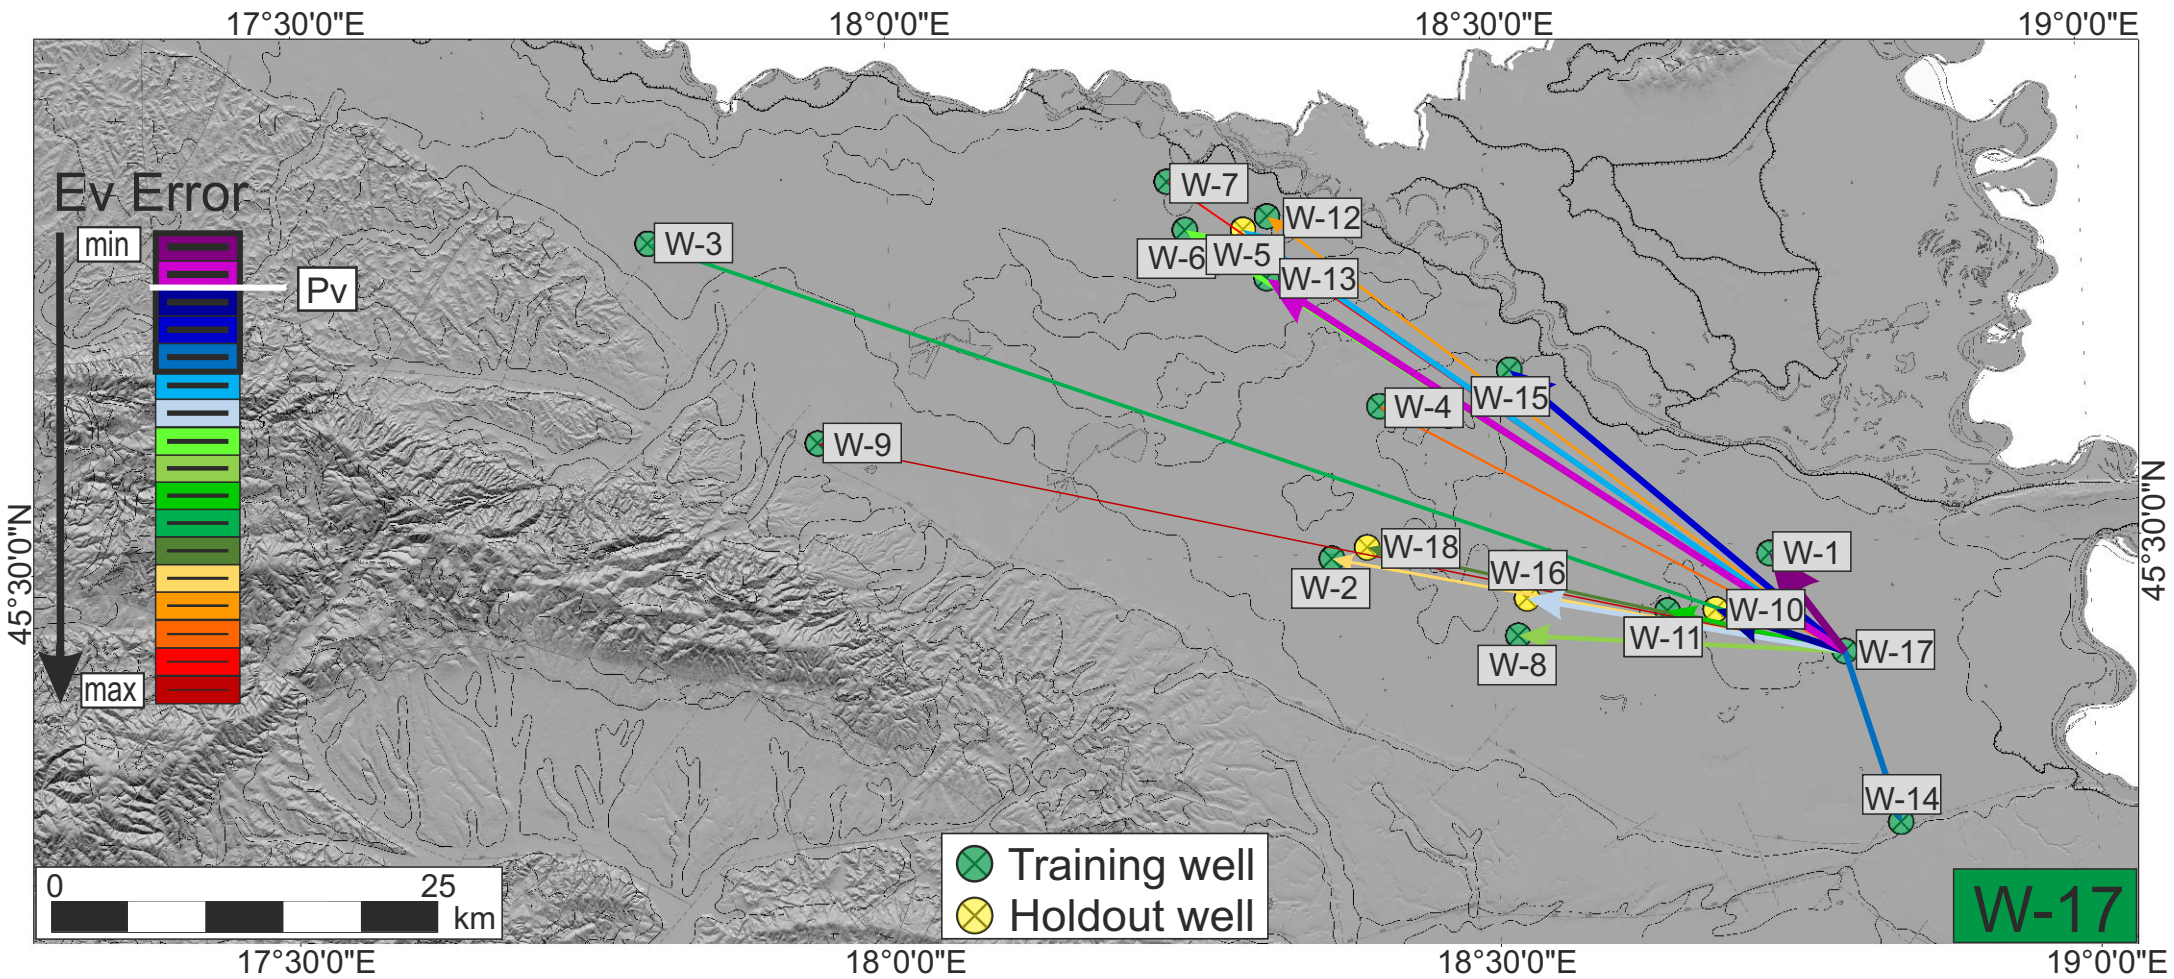 17°30'0"E
18°0'0"E
18°30'0"E
19°0'0"E
Ev Error
min
Pv
max
W-7
W-12
W-3
W-6
W-5
W-13
W-15
W-4
W-9
W-18
W-1
W-2
W-16
W-10
W-11
W-17
W-8
W-14
45°30'0"N
45°30'0"N
0
25
km
Training well
Holdout well
W-17
17°30'0"E
18°0'0"E
18°30'0"E
19°0'0"E